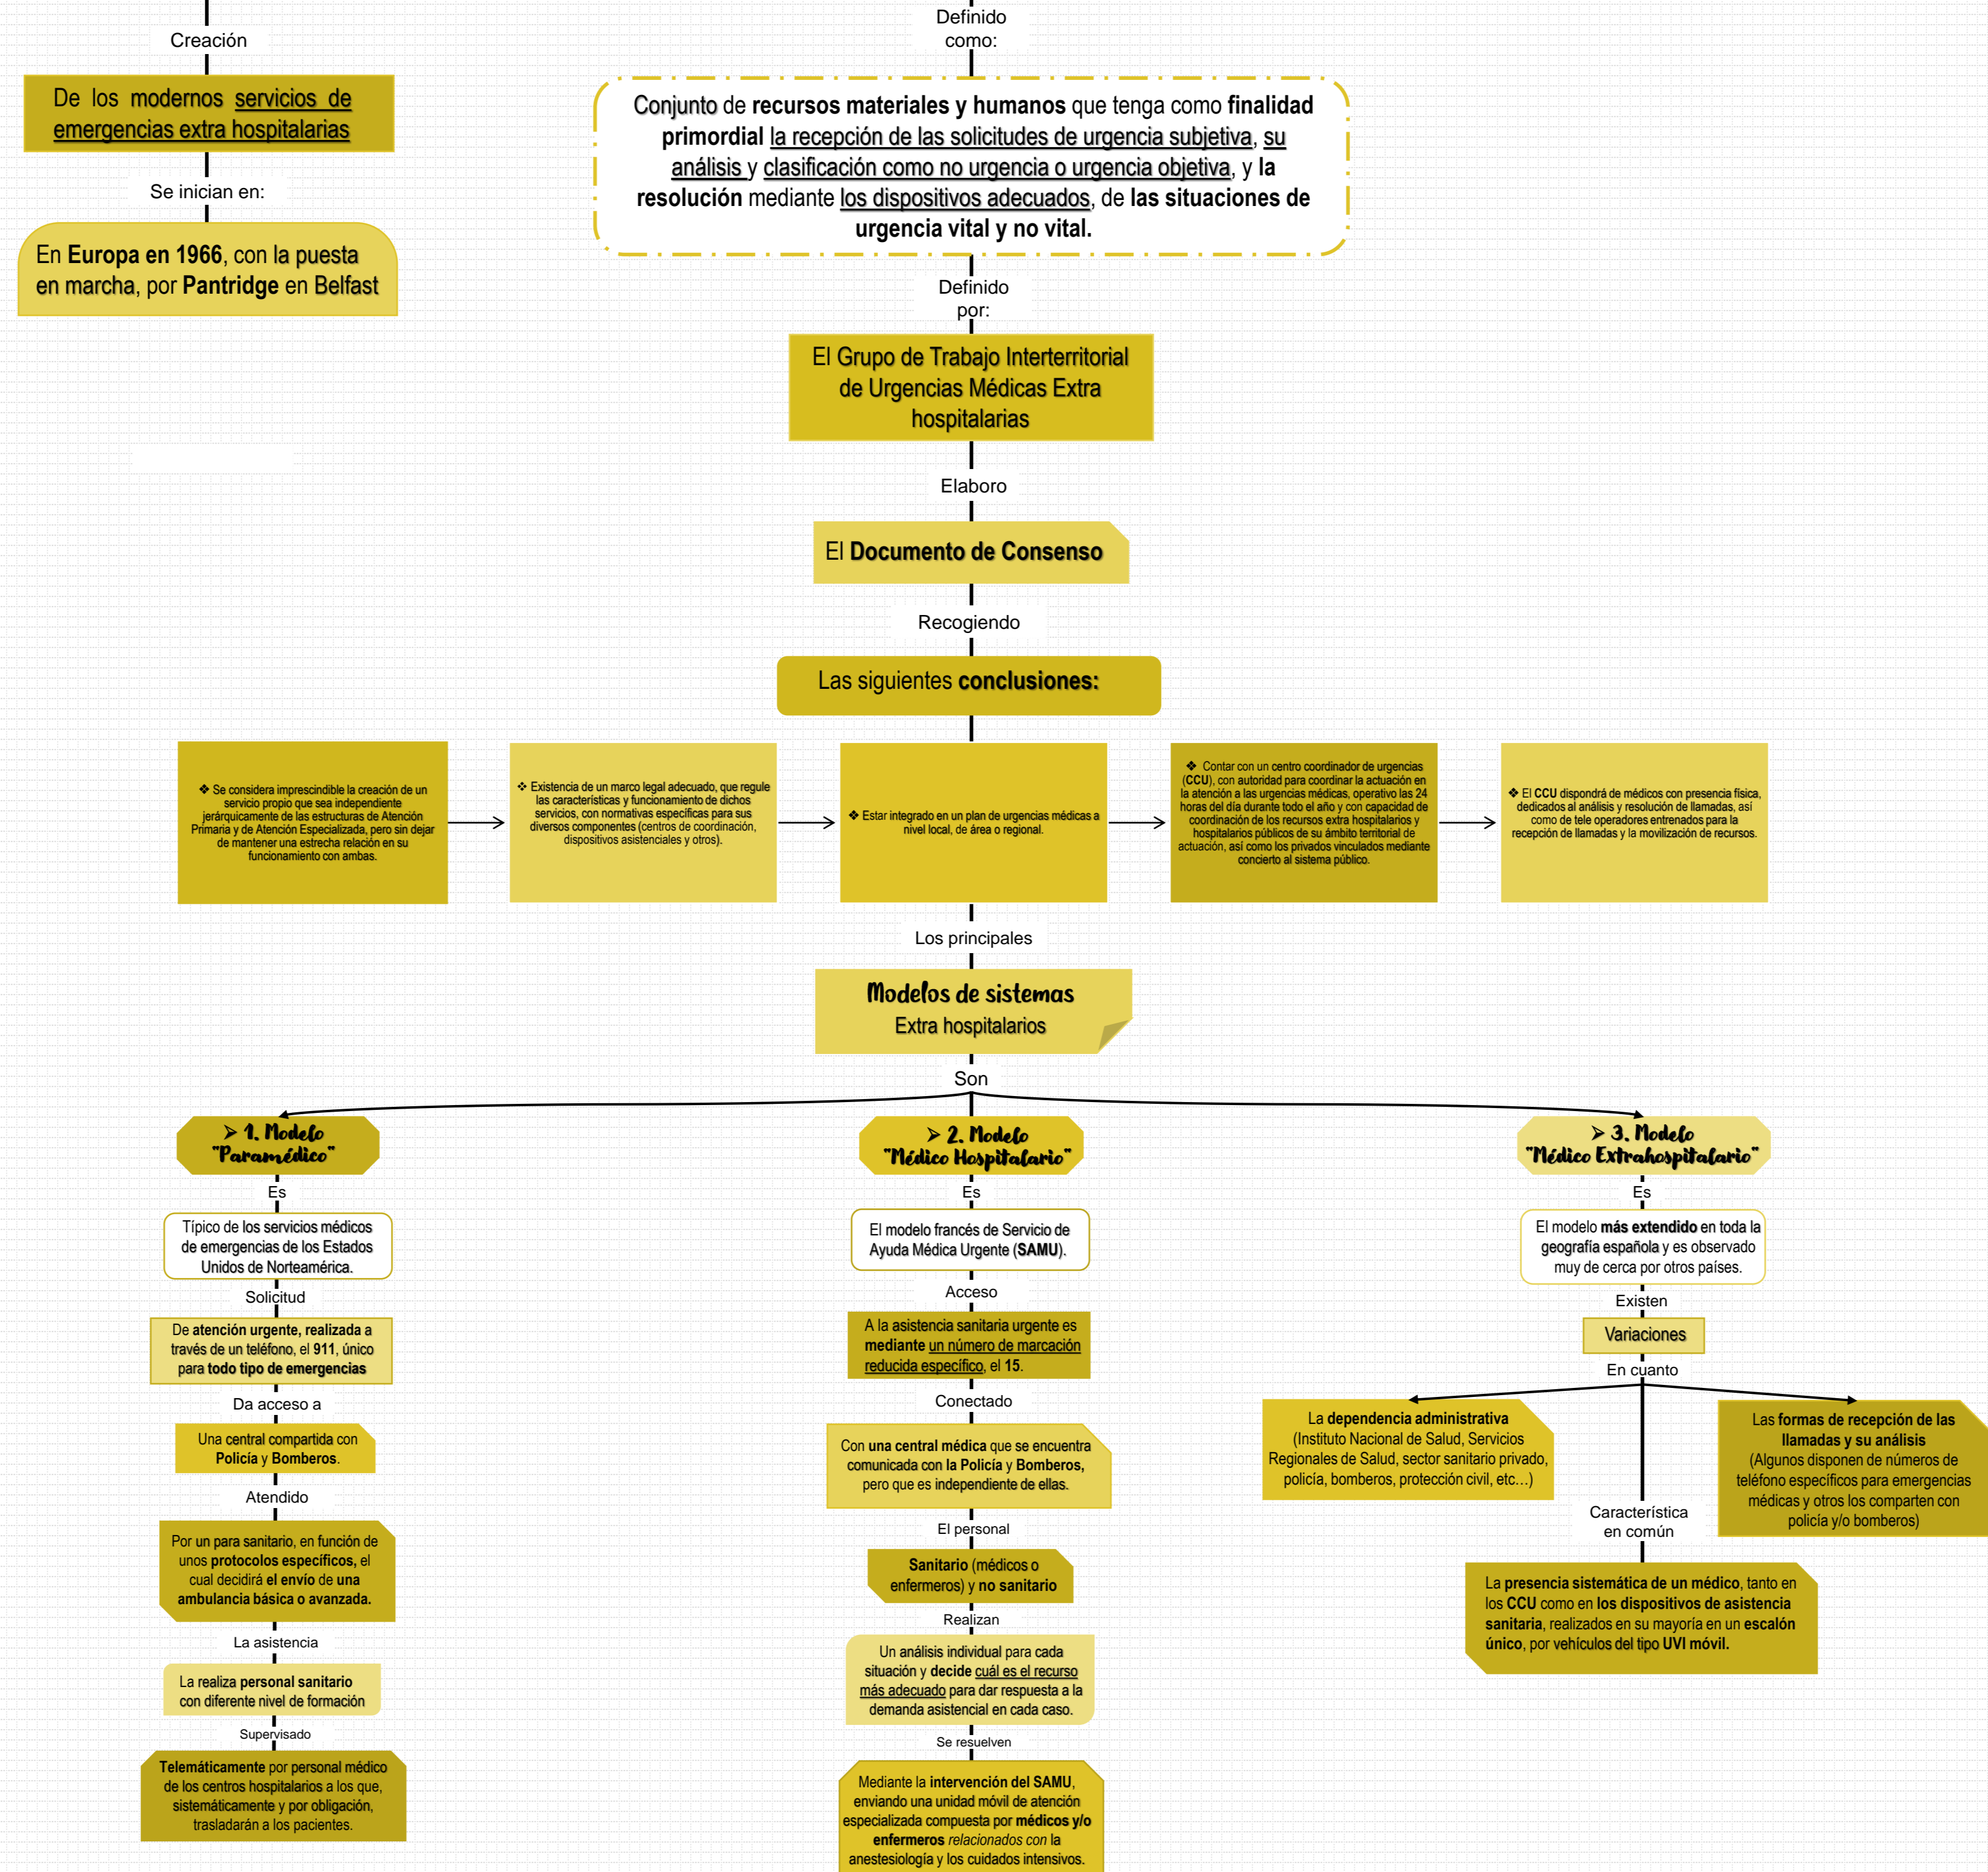 Creación
De los modernos servicios de
emergencias extra hospitalarias
Se inician en:
En Europa en 1966, con la puesta
en marcha, por Pantridge en Belfast
Definido
como:
Conjunto de recursos materiales y humanos que tenga como finalidad
primordial la recepción de las solicitudes de urgencia subjetiva, su
análisis y clasificación como no urgencia o urgencia objetiva, y la
resolución mediante los dispositivos adecuados, de las situaciones de
urgencia vital y no vital.
Definido
por:
El Grupo de Trabajo Interterritorial
de Urgencias Médicas Extra
hospitalarias
Elaboro
El Documento de Consenso
Recogiendo
Las siguientes conclusiones:
❖ Se considera imprescindible la creación de un
servicio propio que sea independiente
jerárquicamente de las estructuras de Atención
Primaria y de Atención Especializada, pero sin dejar
de mantener una estrecha relación en su
funcionamiento con ambas.
❖ Existencia de un marco legal adecuado, que regule
las características y funcionamiento de dichos
servicios, con normativas específicas para sus
diversos componentes (centros de coordinación,
dispositivos asistenciales y otros).
❖ Estar integrado en un plan de urgencias médicas a
nivel local, de área o regional.
❖ Contar con un centro coordinador de urgencias
(CCU), con autoridad para coordinar la actuación en
la atención a las urgencias médicas, operativo las 24
horas del día durante todo el año y con capacidad de
coordinación de los recursos extra hospitalarios y
hospitalarios públicos de su ámbito territorial de
actuación, así como los privados vinculados mediante
concierto al sistema público.
❖ El CCU dispondrá de médicos con presencia física,
dedicados al análisis y resolución de llamadas, así
como de tele operadores entrenados para la
recepción de llamadas y la movilización de recursos.
Los principales
Modelos de sistemas
Extra hospitalarios
Son
➢ 1. Modelo
"Paramédico"
Es
Típico de los servicios médicos
de emergencias de los Estados
Unidos de Norteamérica.
Solicitud
De atención urgente, realizada a
través de un teléfono, el 911, único
para todo tipo de emergencias
Da acceso a
Una central compartida con
Policía y Bomberos.
Atendido
Por un para sanitario, en función de
unos protocolos específicos, el
cual decidirá el envío de una
ambulancia básica o avanzada.
La asistencia
La realiza personal sanitario
con diferente nivel de formación
Supervisado
Telemáticamente por personal médico
de los centros hospitalarios a los que,
sistemáticamente y por obligación,
trasladarán a los pacientes.
➢ 2. Modelo
"Médico Hospitalario"
Es
El modelo francés de Servicio de
Ayuda Médica Urgente (SAMU).
Acceso
A la asistencia sanitaria urgente es
mediante un número de marcación
reducida específico, el 15.
Conectado
Con una central médica que se encuentra
comunicada con la Policía y Bomberos,
pero que es independiente de ellas.
El personal
Sanitario (médicos o
enfermeros) y no sanitario
Realizan
Un análisis individual para cada
situación y decide cuál es el recurso
más adecuado para dar respuesta a la
demanda asistencial en cada caso.
Se resuelven
Mediante la intervención del SAMU,
enviando una unidad móvil de atención
especializada compuesta por médicos y/o
enfermeros relacionados con la
anestesiología y los cuidados intensivos.
➢ 3. Modelo
"Médico Extrahospitalario"
Es
El modelo más extendido en toda la
geografía española y es observado
muy de cerca por otros países.
Existen
Variaciones
En cuanto
La dependencia administrativa
(Instituto Nacional de Salud, Servicios
Regionales de Salud, sector sanitario privado,
policía, bomberos, protección civil, etc…)
Las formas de recepción de las
llamadas y su análisis
(Algunos disponen de números de
teléfono específicos para emergencias
médicas y otros los comparten con
policía y/o bomberos)
Característica
en común
La presencia sistemática de un médico, tanto en
los CCU como en los dispositivos de asistencia
sanitaria, realizados en su mayoría en un escalón
único, por vehículos del tipo UVI móvil.